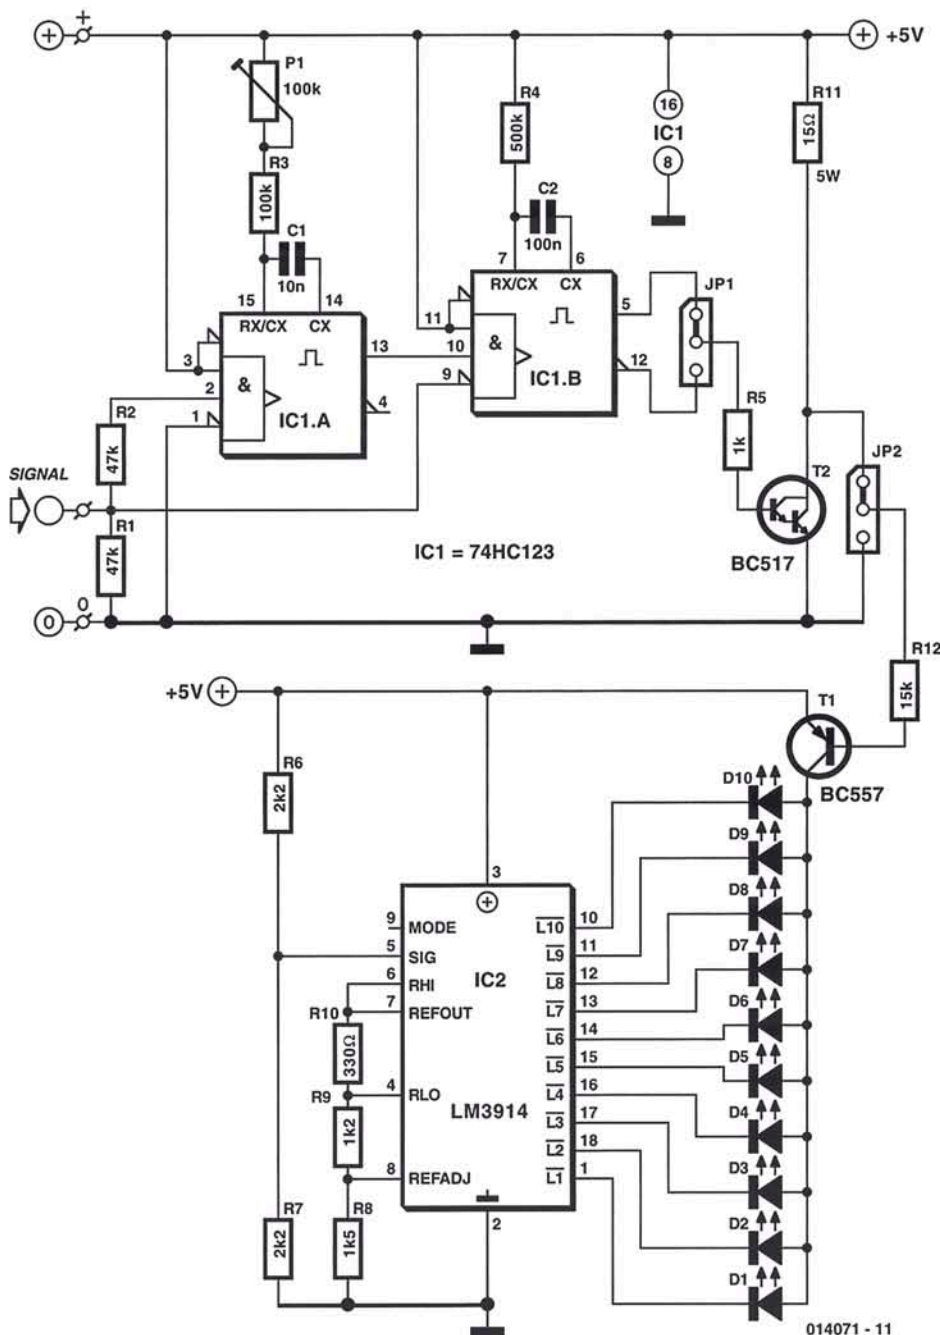 +
+
+
+5V
P1
100k
R3
100k
C1
10n
15
14
RX/CX
CX
3
2
1
&
IC1.A
13
4
R4
500k
C2
100n
7
6
RX/CX
CX
11
10
9
&
IC1.B
5
12
16
IC1
8
R11
15Ω
5W
JP1
R5
1k
T2
BC517
JP2
R2
47k
SIGNAL
R1
47k
0
0
IC1 = 74HC123
R12
15k
+5V
+
T1
BC557
R6
2k2
R7
2k2
R10
330Ω
R9
1k2
R8
1k5
3
+
9
MODE
5
SIG
6
RHI
7
REFOUT
4
RLO
8
REFADJ
IC2
LM3914
2
L10
10
L9
11
L8
12
L7
13
L6
14
L5
15
L4
16
L3
17
L2
18
L1
1
D10
D9
D8
D7
D6
D5
D4
D3
D2
D1
014071 - 11